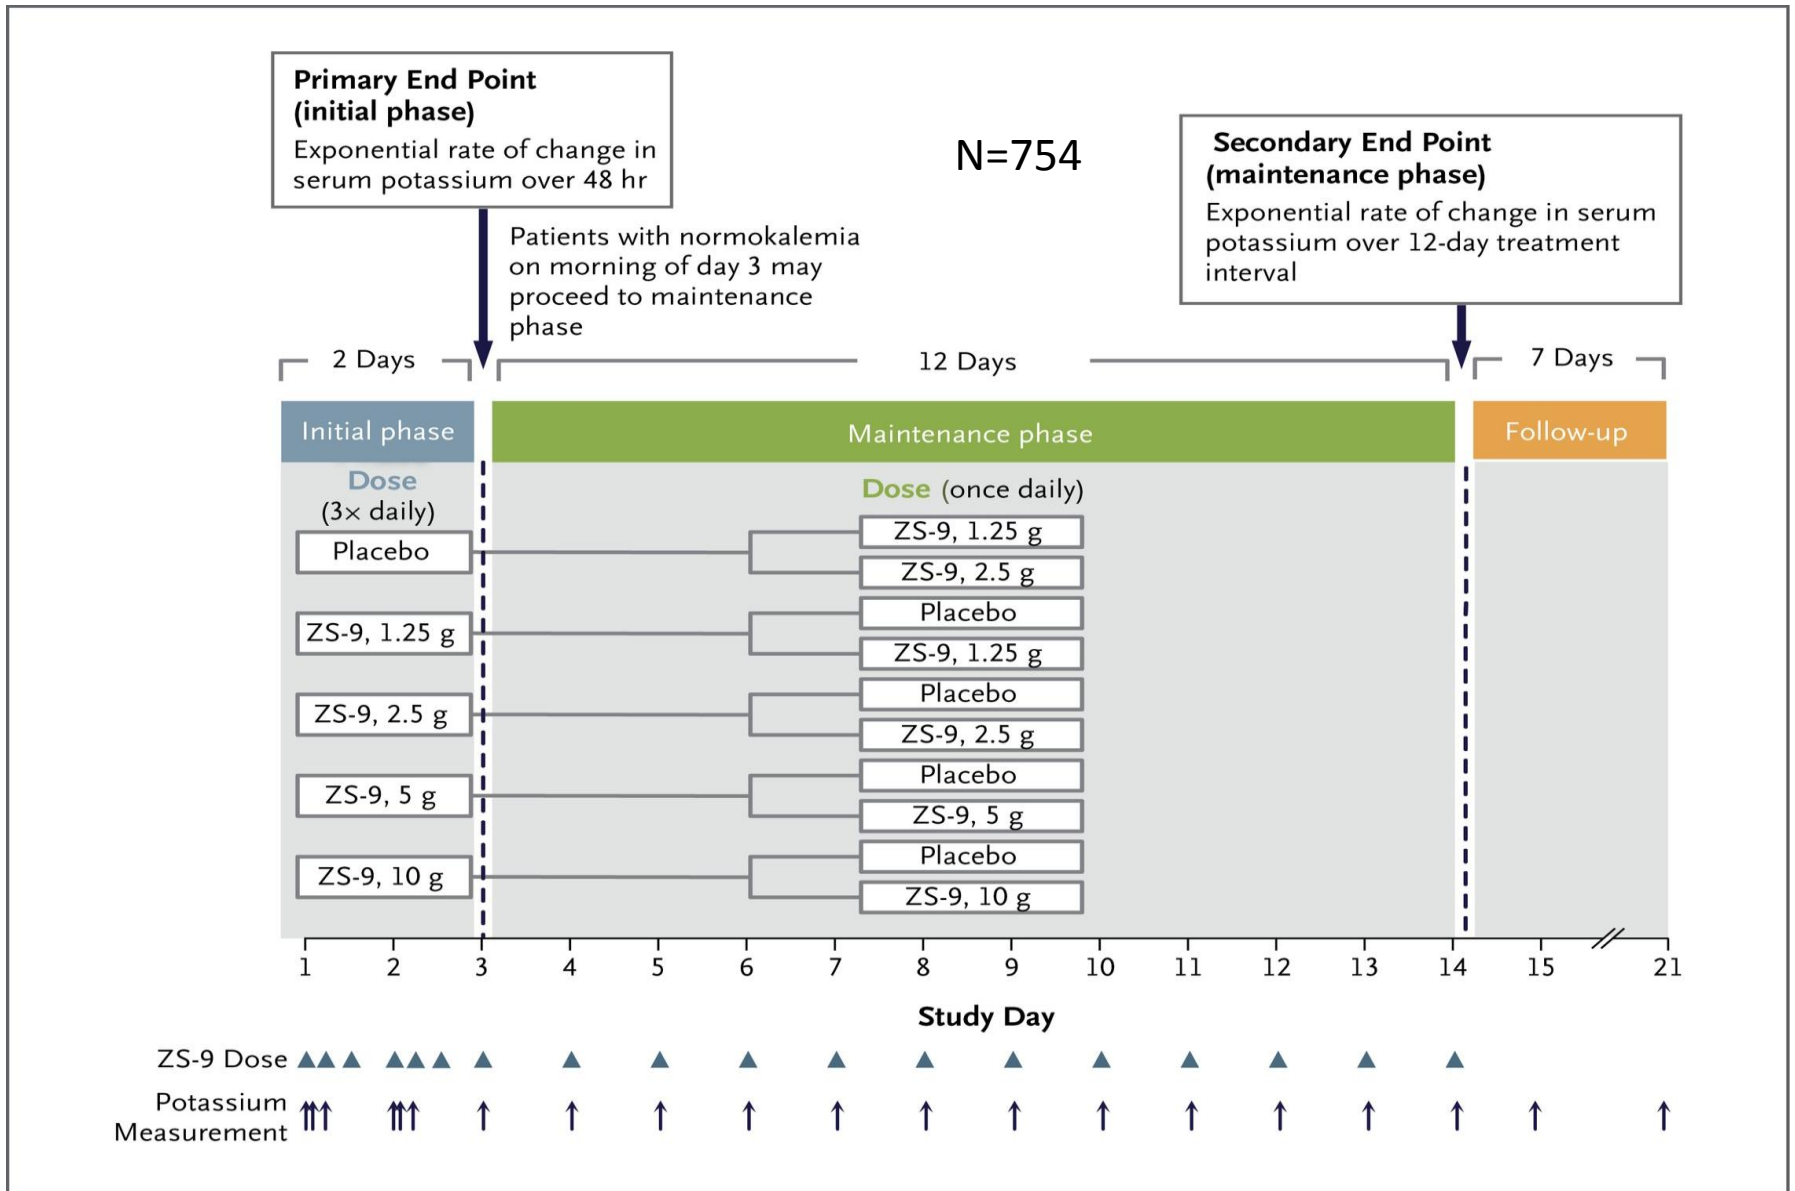 Primary End Point
(initial phase)
Exponential rate of change in
serum potassium over 48 hr
N=754
Secondary End Point
(maintenance phase)
Exponential rate of change in serum
potassium over 12-day treatment
interval
Patients with normokalemia
on morning of day 3 may
proceed to maintenance
phase
2 Days
12 Days
7 Days
Initial phase
Maintenance phase
Follow-up
Dose
(3× daily)
Dose (once daily)
Placebo
ZS-9, 1.25 g
ZS-9, 2.5 g
ZS-9, 1.25 g
Placebo
ZS-9, 1.25 g
ZS-9, 2.5 g
Placebo
ZS-9, 2.5 g
ZS-9, 5 g
Placebo
ZS-9, 5 g
ZS-9, 10 g
Placebo
ZS-9, 10 g
1 2 3 4 5 6 7 8 9 10 11 12 13 14 15 21
Study Day
ZS-9 Dose
Potassium
Measurement